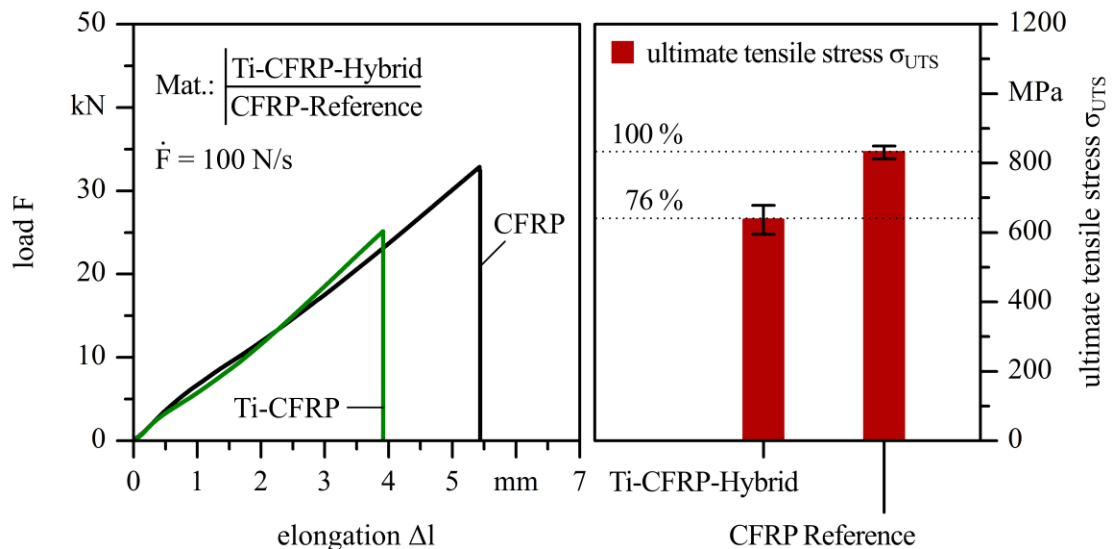 50
kN
30
20
10
0
load F
Mat.: Ti-CFRP-Hybrid
CFRP-Reference
Ḟ = 100 N/s
CFRP
Ti-CFRP
0 1 2 3 4 5 mm 7
elongation Δl
ultimate tensile stress σUTS
100 %
76 %
1200
MPa
800
600
400
200
0
ultimate tensile stress σUTS
Ti-CFRP-Hybrid
CFRP Reference